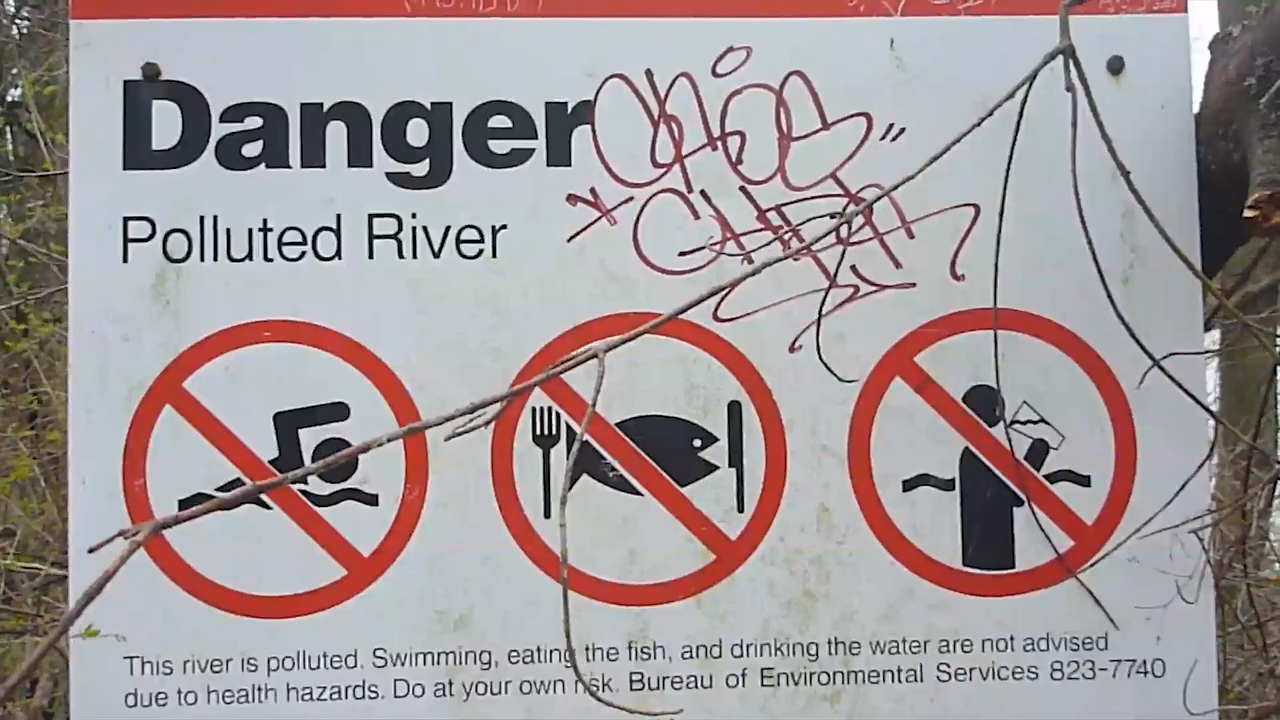 Danger
Polluted River
This river is polluted. Swimming, eating the fish, and drinking the water are not advised
due to health hazards. Do at your own risk. Bureau of Environmental Services 823-7740